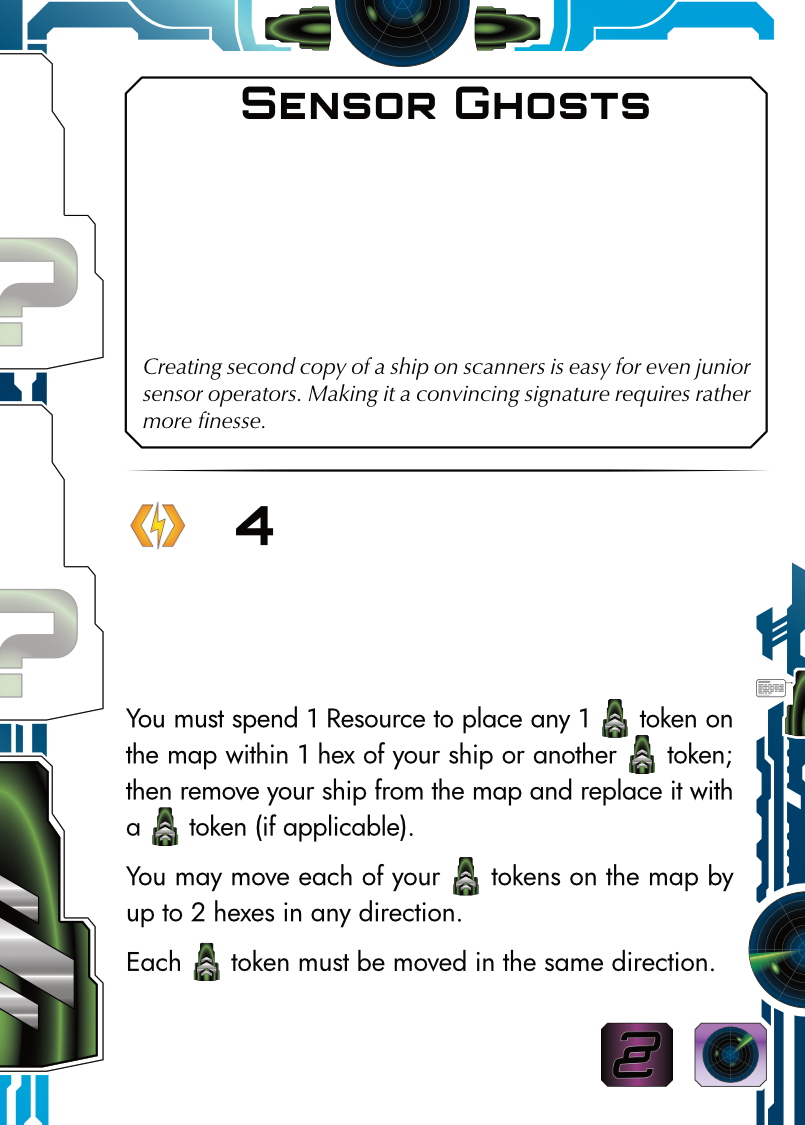 Sensor Ghosts
Creating second copy of a ship on scanners is easy for even junior
sensor operators. Making it a convincing signature requires rather
more finesse.
4
You must spend 1 Resource to place any 1 token on
the map within 1 hex of your ship or another token;
then remove your ship from the map and replace it with
a token (if applicable).
You may move each of your tokens on the map by
up to 2 hexes in any direction.
Each token must be moved in the same direction.
2
?
?